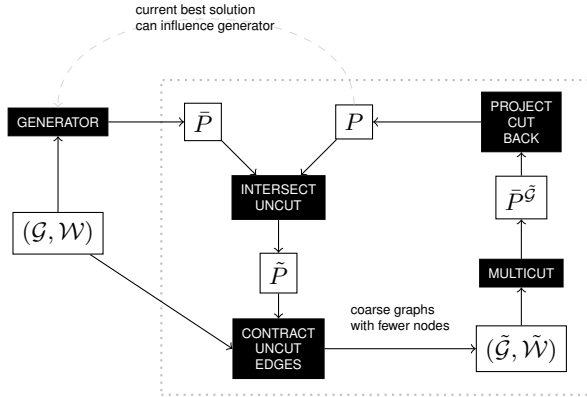 current best solution
can influence generator
GENERATOR
P̄
P
PROJECT
CUT
BACK
INTERSECT
UNCUT
P̄^G̃
(G, W)
P̃
MULTICUT
CONTRACT
UNCUT
EDGES
coarse graphs
with fewer nodes
(G̃, W̃)